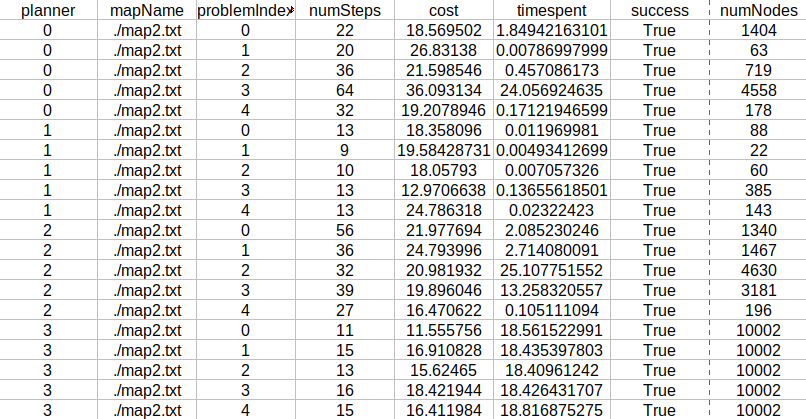 planner mapName problemIndex numSteps cost timespent success numNodes
0 ./map2.txt 0 22 18.569502 1.84942163101 True 1404
0 ./map2.txt 1 20 26.83138 0.00786997999 True 63
0 ./map2.txt 2 36 21.598546 0.457086173 True 719
0 ./map2.txt 3 64 36.093134 24.056924635 True 4558
0 ./map2.txt 4 32 19.2078946 0.17121946599 True 178
1 ./map2.txt 0 13 18.358096 0.011969981 True 88
1 ./map2.txt 1 9 19.58428731 0.00493412699 True 22
1 ./map2.txt 2 10 18.05793 0.007057326 True 60
1 ./map2.txt 3 13 12.9706638 0.13655618501 True 385
1 ./map2.txt 4 13 24.786318 0.02322423 True 143
2 ./map2.txt 0 56 21.977694 2.085230246 True 1340
2 ./map2.txt 1 36 24.793996 2.714080091 True 1467
2 ./map2.txt 2 32 20.981932 25.107751552 True 4630
2 ./map2.txt 3 39 19.896046 13.258320557 True 3181
2 ./map2.txt 4 27 16.470622 0.105111094 True 196
3 ./map2.txt 0 11 11.555756 18.561522991 True 10002
3 ./map2.txt 1 15 16.910828 18.435397803 True 10002
3 ./map2.txt 2 13 15.62465 18.40961242 True 10002
3 ./map2.txt 3 16 18.421944 18.426431707 True 10002
3 ./map2.txt 4 15 16.411984 18.816875275 True 10002